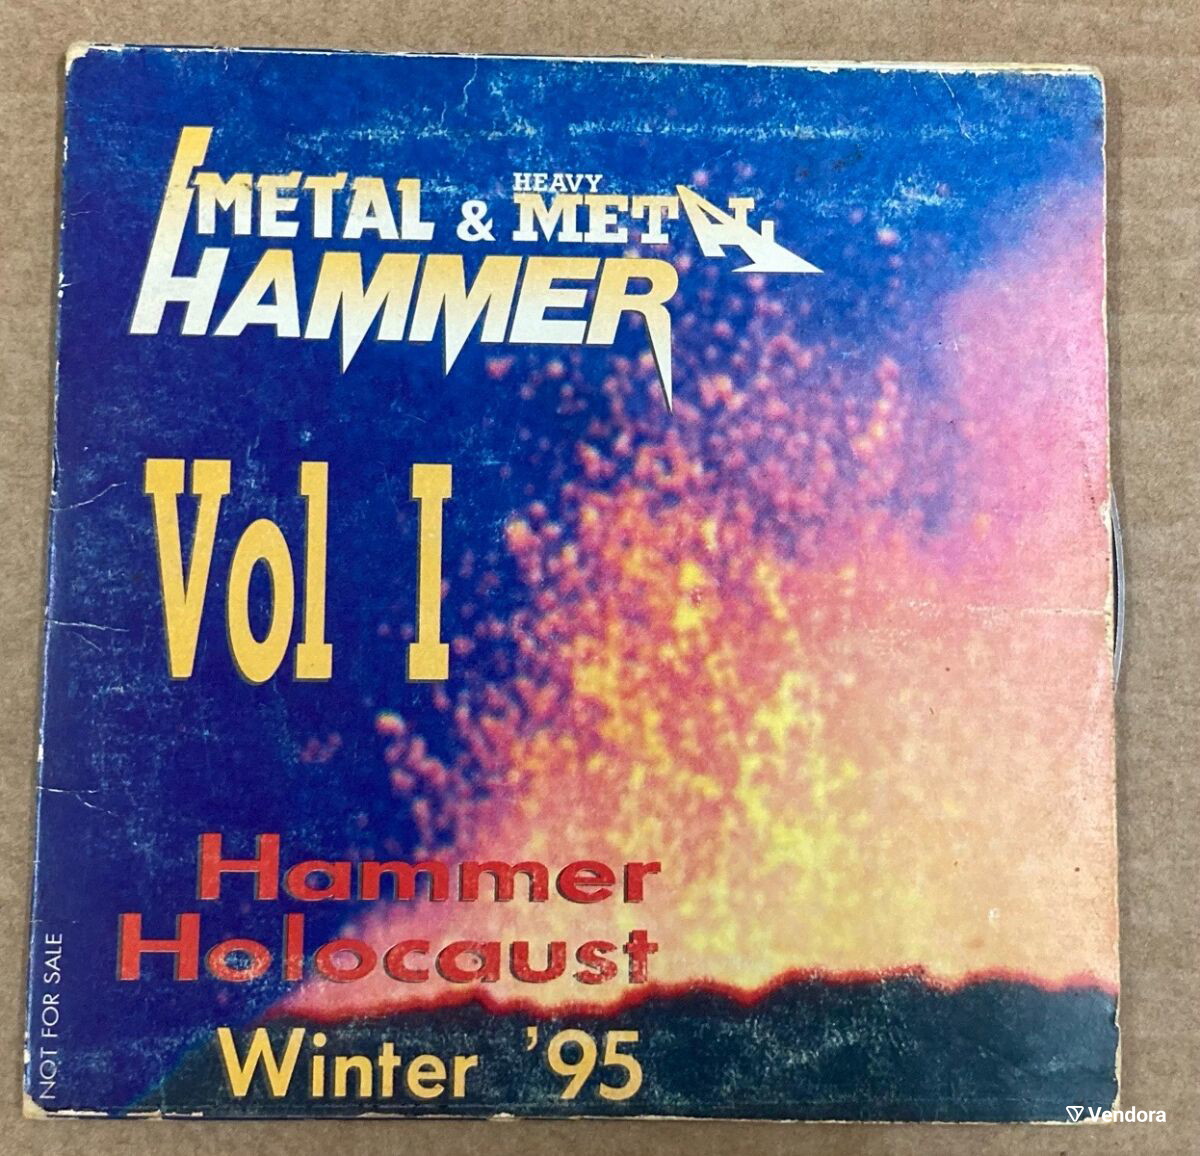 METAL & HEAVY METAL
HAMMER
Vol I
Hammer
Holocaust
Winter '95
NOT FOR SALE
Vendora